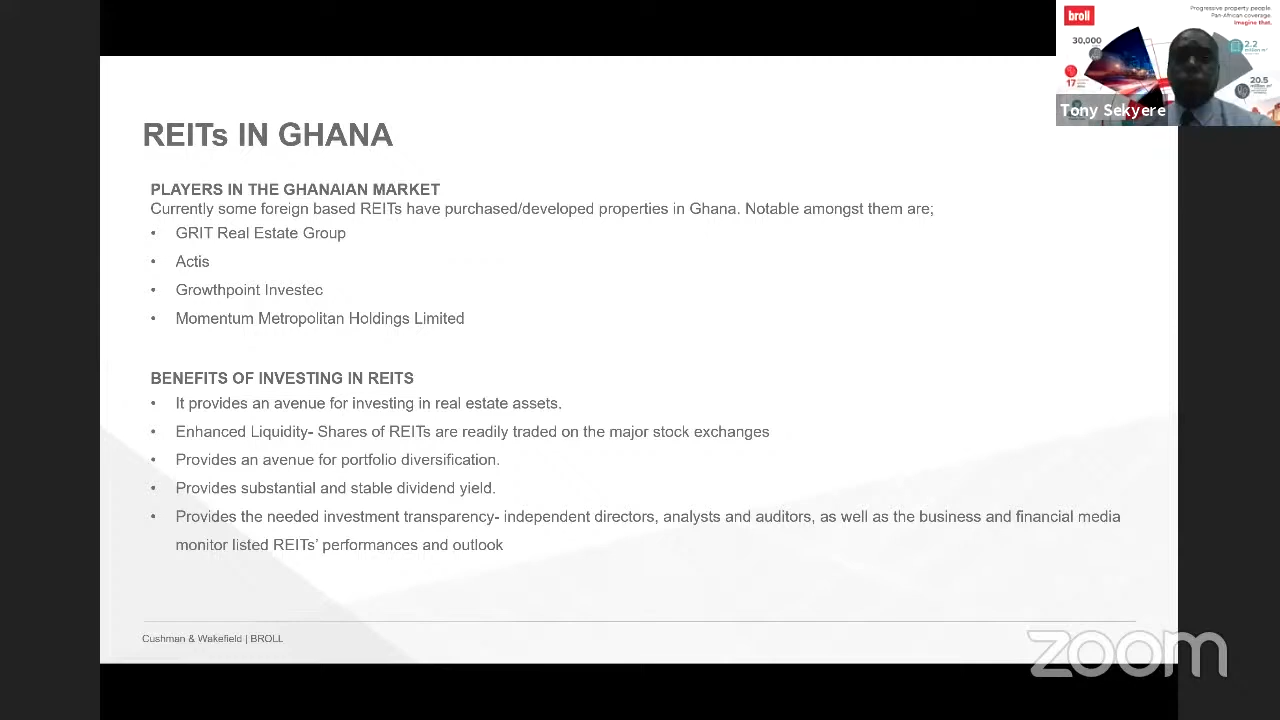 broll
Progressive property people.
Pan-African coverage.
Imagine that.
30,000
2.2
17
20.5
Tony Sekyere
REITs IN GHANA
PLAYERS IN THE GHANAIAN MARKET
Currently some foreign based REITs have purchased/developed properties in Ghana. Notable amongst them are;
• GRIT Real Estate Group
• Actis
• Growthpoint Investec
• Momentum Metropolitan Holdings Limited
BENEFITS OF INVESTING IN REITS
• It provides an avenue for investing in real estate assets.
• Enhanced Liquidity- Shares of REITs are readily traded on the major stock exchanges
• Provides an avenue for portfolio diversification.
• Provides substantial and stable dividend yield.
• Provides the needed investment transparency- independent directors, analysts and auditors, as well as the business and financial media
monitor listed REITs' performances and outlook
Cushman & Wakefield | BROLL
zoom